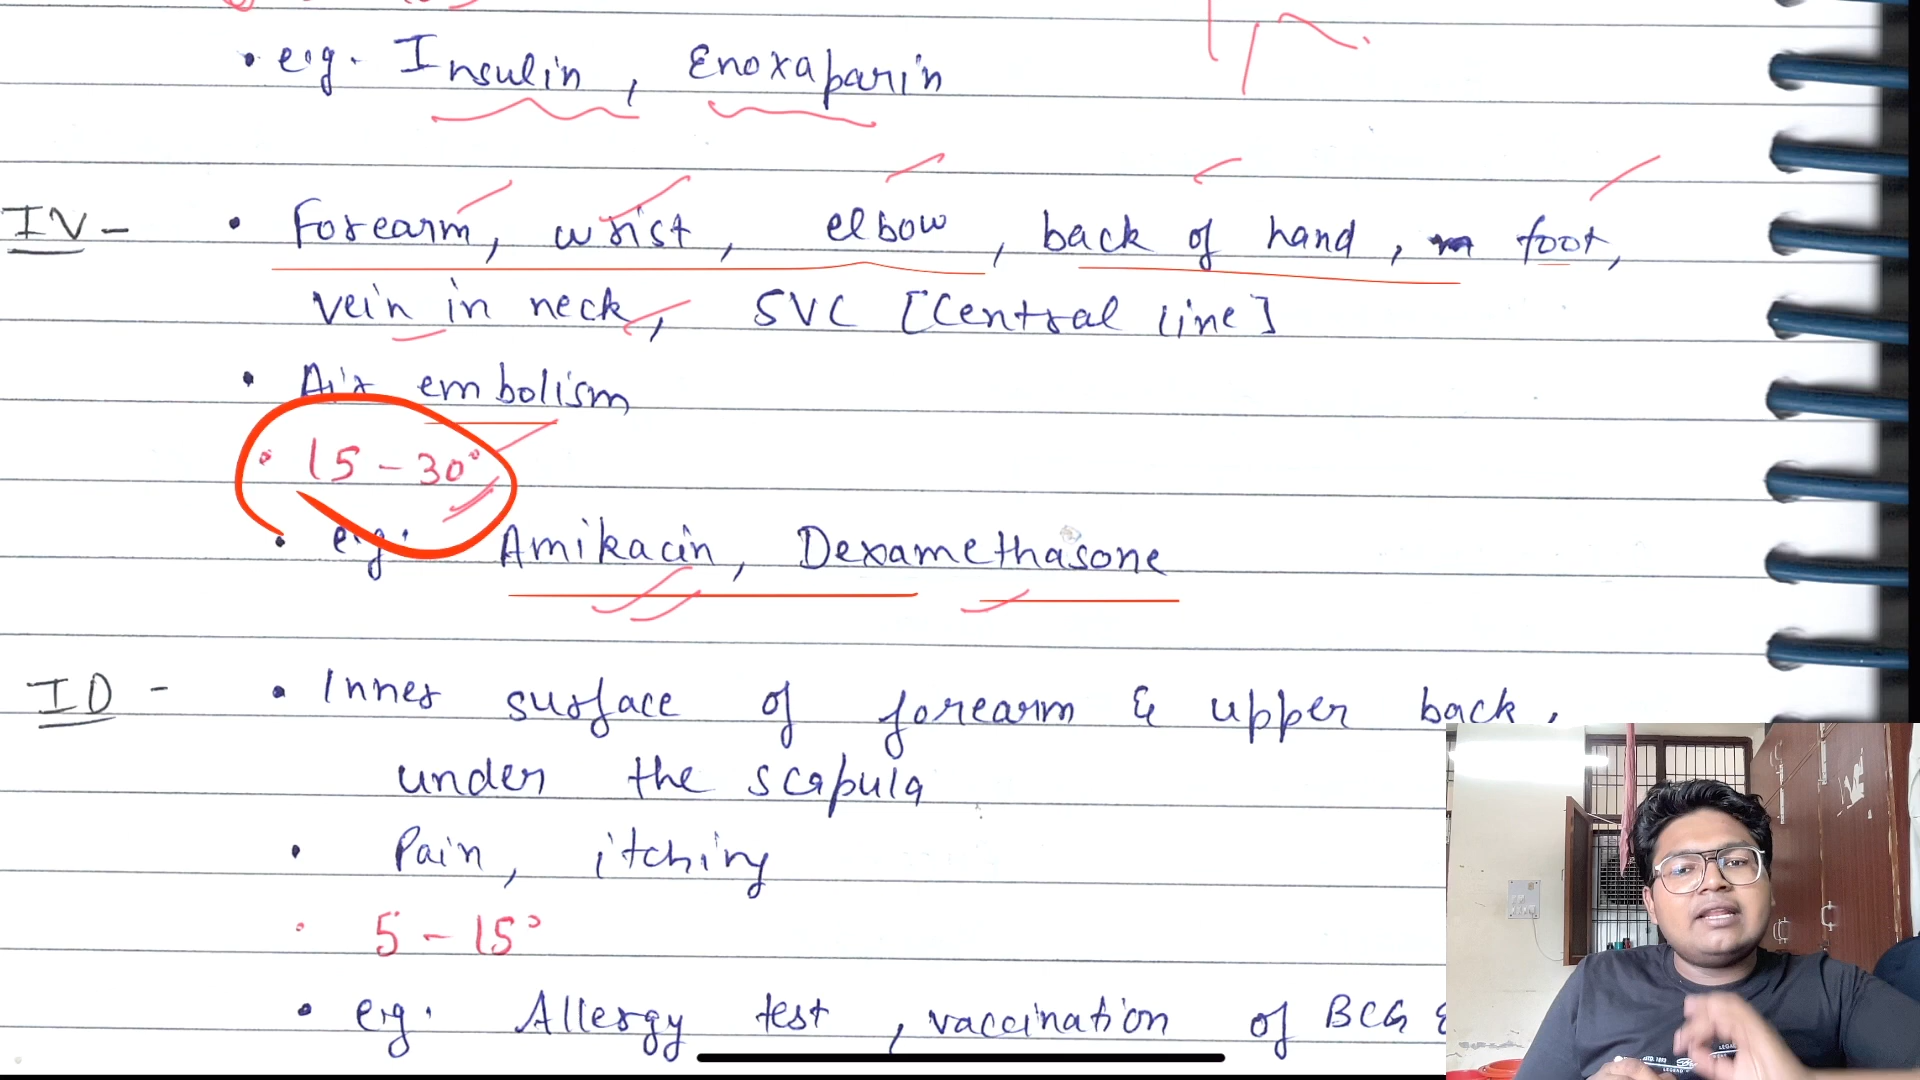 • e.g. Insulin, Enoxaparin
IV - • Forearm, wrist, elbow, back of hand, foot,
vein in neck, SVC [Central line]
• Air embolism
• 15-30°
• e.g. Amikacin, Dexamethasone
ID - • Inner surface of forearm & upper back,
under the scapula
• Pain, itching
• 5-15°
• e.g. Allergy test, vaccination of BCG &